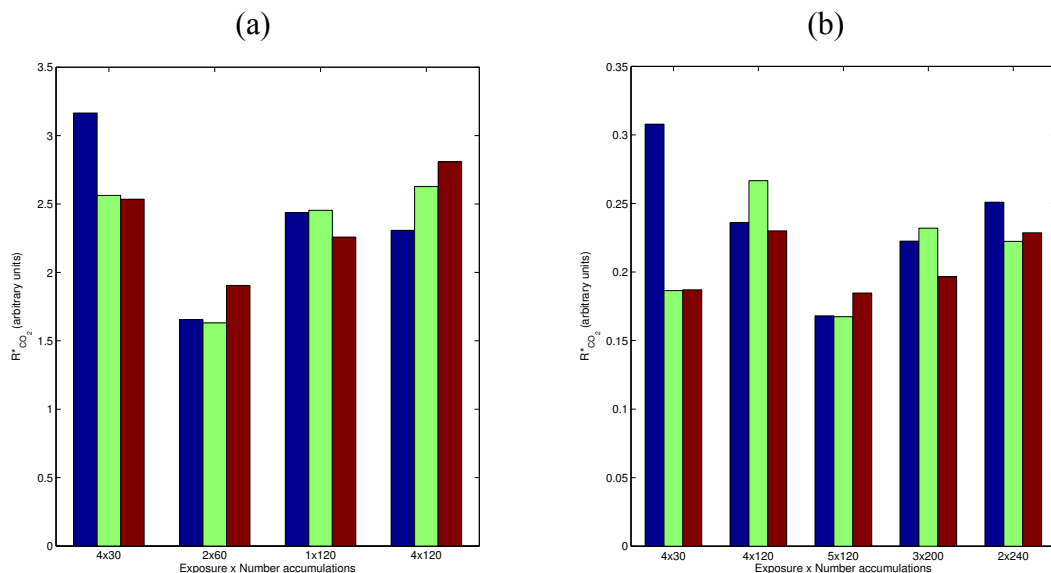 (a)
3.5
3
2.5
2
1.5
1
0.5
0
R*CO2 (arbitrary units)
4x30 2x60 1x120 4x120
Exposure x Number accumulations
(b)
0.35
0.3
0.25
0.2
0.15
0.1
0.05
0
R*CO2 (arbitrary units)
4x30 4x120 5x120 3x200 2x240
Exposure x Number accumulations